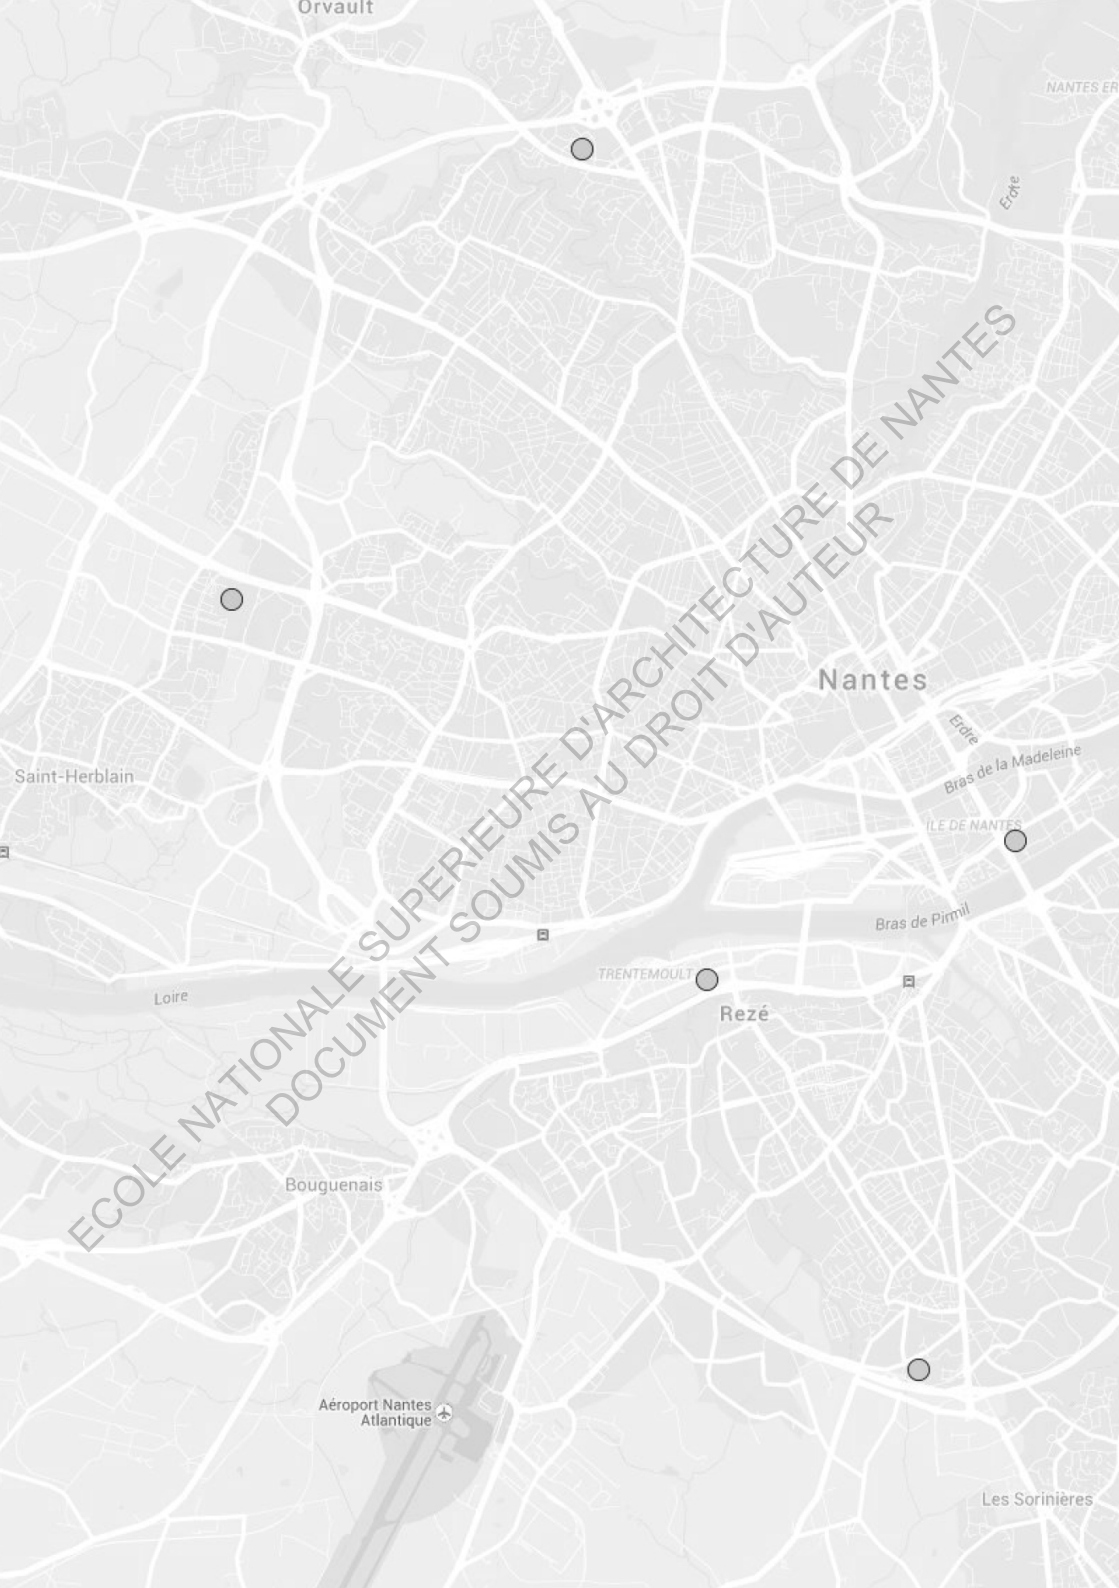 Orvault
NANTES ER
Erdre
Nantes
Erdre
Bras de la Madeleine
Saint-Herblain
ILE DE NANTES
Bras de Pirmil
TRENTEMOULT
Loire
Rezé
Bouguenais
Aéroport Nantes
Atlantique
Les Sorinières
ECOLE NATIONALE SUPERIEURE D'ARCHITECTURE DE NANTES
DOCUMENT SOUMIS AU DROIT D'AUTEUR